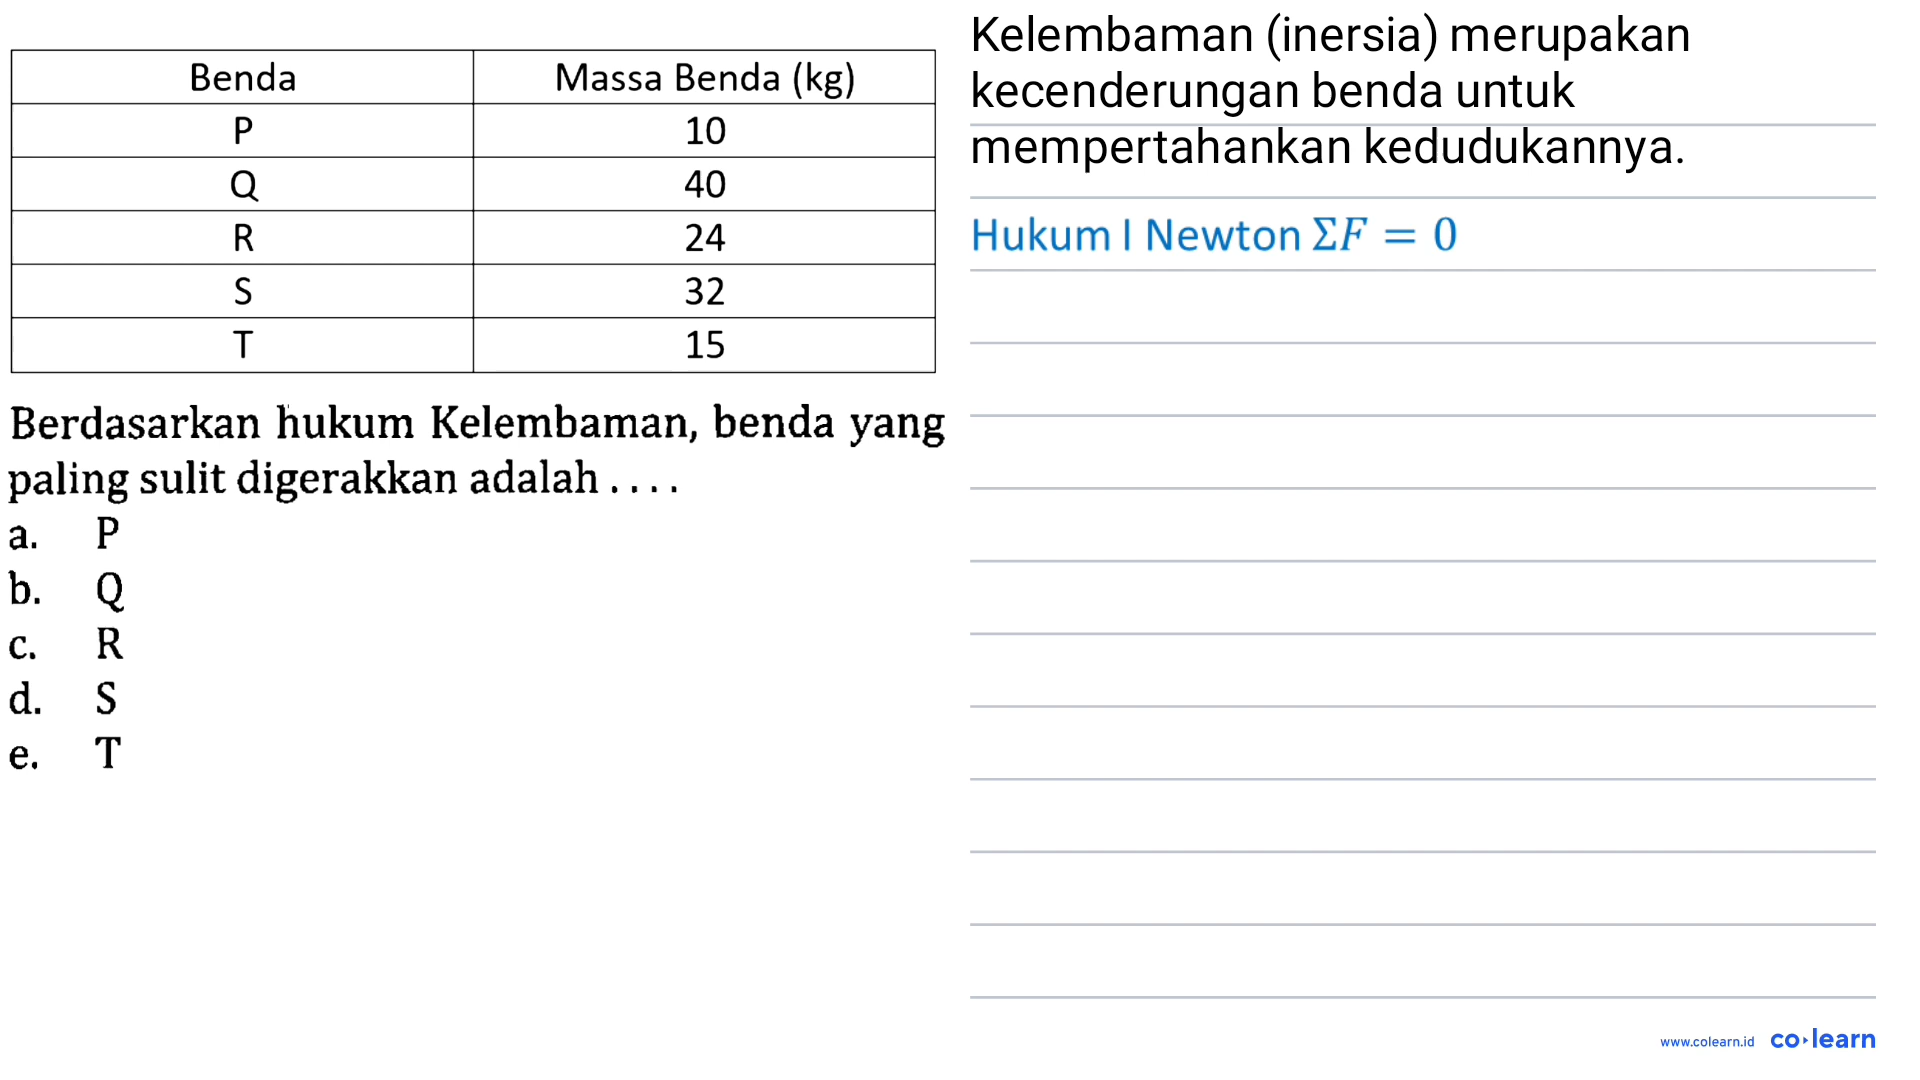 Benda Massa Benda (kg)
P 10
Q 40
R 24
S 32
T 15
Berdasarkan hukum Kelembaman, benda yang
paling sulit digerakkan adalah . . . .
a. P
b. Q
c. R
d. S
e. T
Kelembaman (inersia) merupakan
kecenderungan benda untuk
mempertahankan kedudukannya.
Hukum I Newton ΣF = 0
www.colearn.id co learn